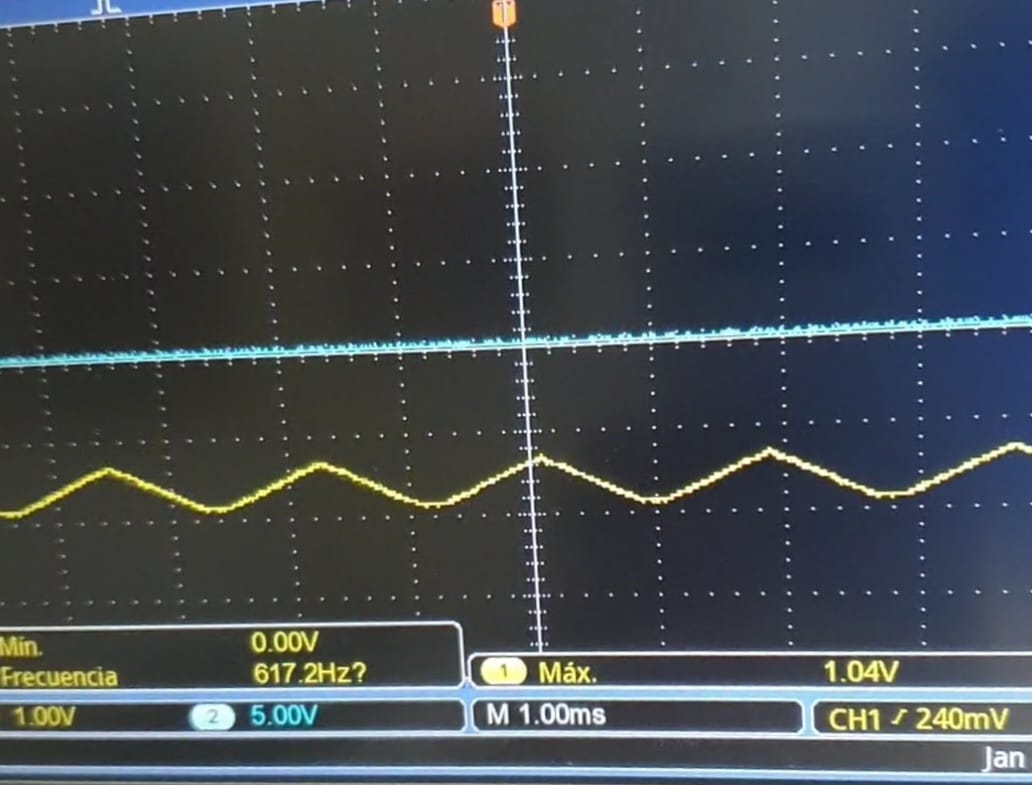 Mín. 0.00V
Frecuencia 617.2Hz?
1 Máx. 1.04V
1.00V 2 5.00V M 1.00ms CH1 240mV
Jan